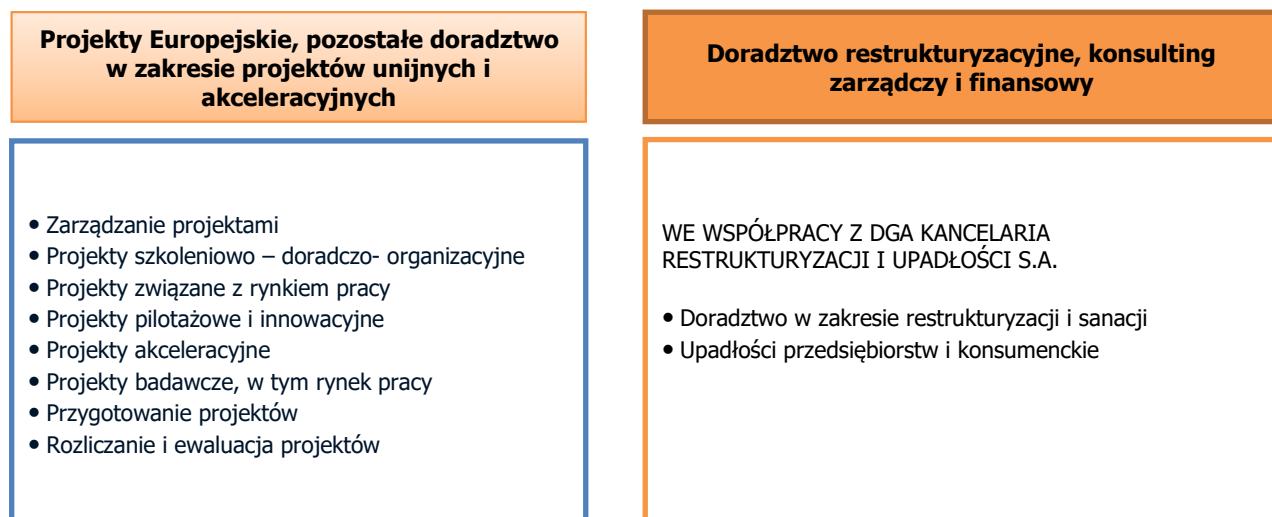 Projekty Europejskie, pozostałe doradztwo
w zakresie projektów unijnych i
akceleracyjnych
• Zarządzanie projektami
• Projekty szkoleniowo – doradczo- organizacyjne
• Projekty związane z rynkiem pracy
• Projekty pilotażowe i innowacyjne
• Projekty akceleracyjne
• Projekty badawcze, w tym rynek pracy
• Przygotowanie projektów
• Rozliczanie i ewaluacja projektów
Doradztwo restrukturyzacyjne, konsulting
zarządczy i finansowy
WE WSPÓŁPRACY Z DGA KANCELARIA
RESTRUKTURYZACJI I UPADŁOŚCI S.A.
• Doradztwo w zakresie restrukturyzacji i sanacji
• Upadłości przedsiębiorstw i konsumenckie